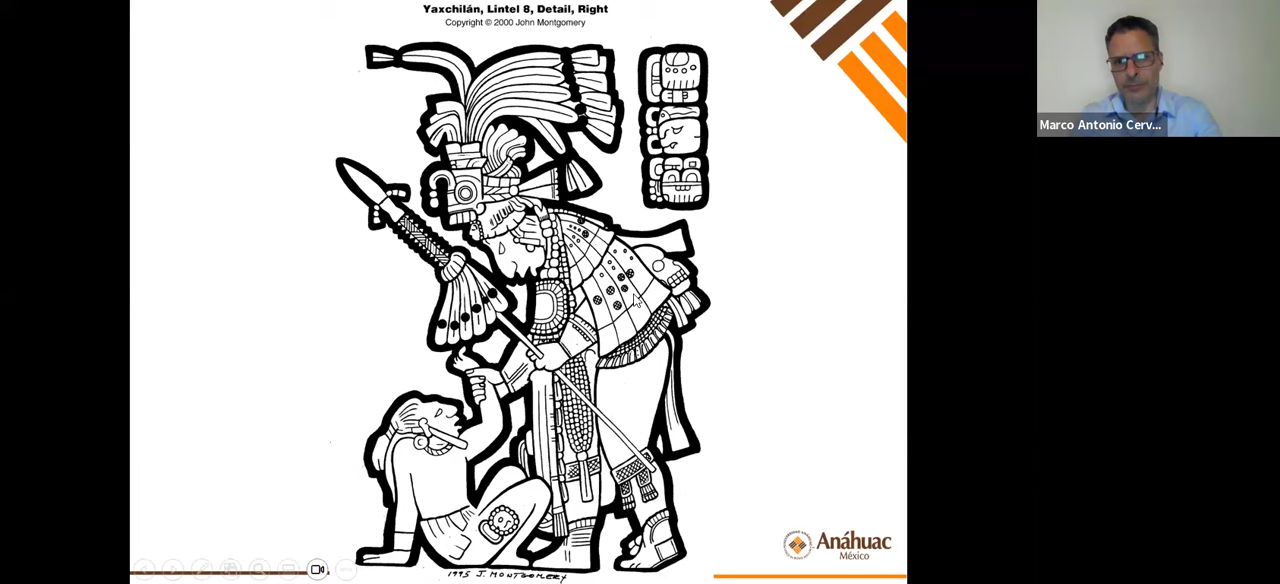 Yaxchilán, Lintel 8, Detail, Right
Copyright © 2000 John Montgomery
Marco Antonio Cerv...
Anáhuac
México
1995 J. MONTGOMERY